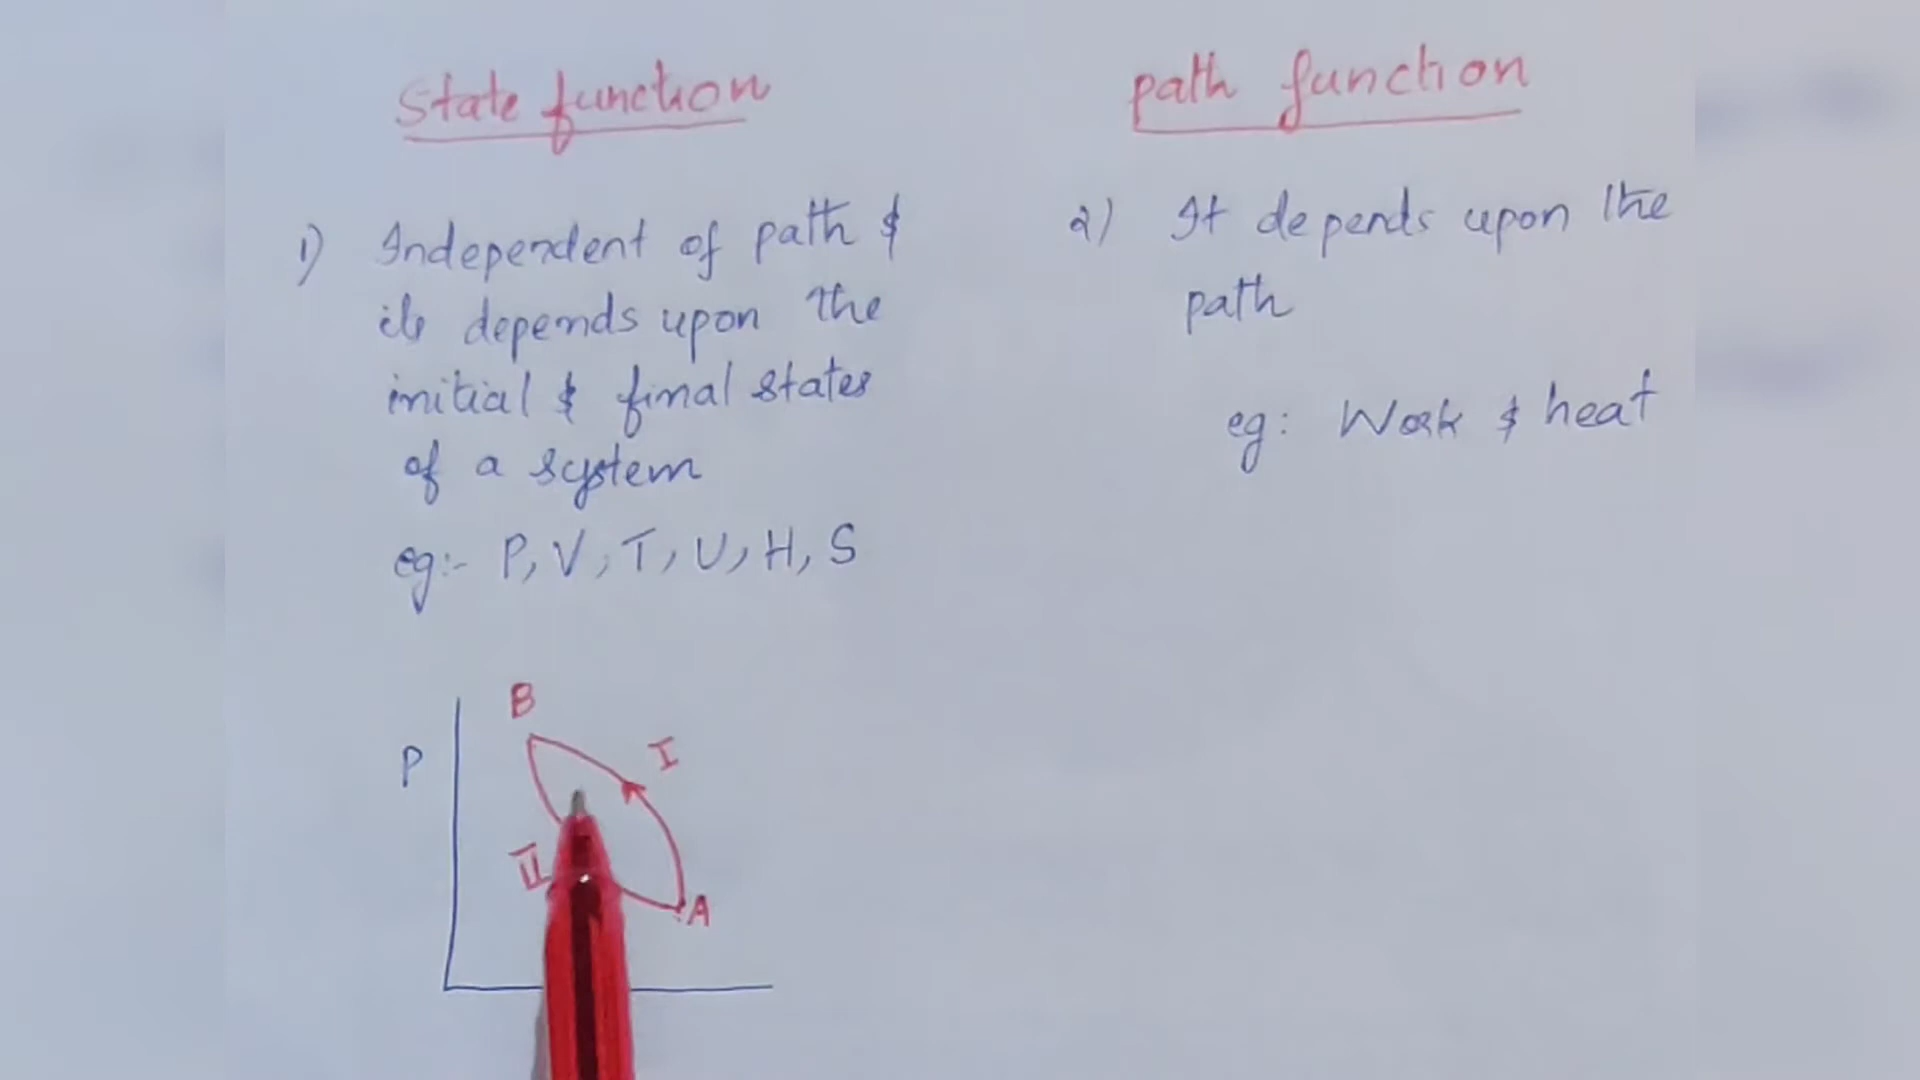 State function
1) Independent of path &
it depends upon the
initial & final states
of a system
eg:- P, V, T, U, H, S
path function
2) It depends upon the
path
eg: Work & heat
B
P
I
II
A